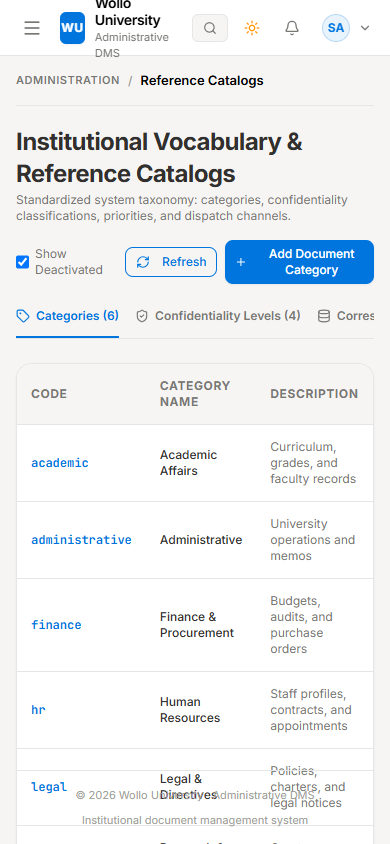 WU
Wollo
University
Administrative
DMS
SA
ADMINISTRATION / Reference Catalogs
Institutional Vocabulary &
Reference Catalogs
Standardized system taxonomy: categories, confidentiality
classifications, priorities, and dispatch channels.
Show
Deactivated
Refresh
+ Add Document
Category
Categories (6)
Confidentiality Levels (4)
Corres
CODE
CATEGORY
NAME
DESCRIPTION
academic
Academic
Affairs
Curriculum,
grades, and
faculty records
administrative
Administrative
University
operations and
memos
finance
Finance &
Procurement
Budgets,
audits, and
purchase
orders
hr
Human
Resources
Staff profiles,
contracts, and
appointments
legal
Legal &
Directives
Policies,
charters, and
legal notices
© 2026 Wollo University Administrative DMS
Institutional document management system